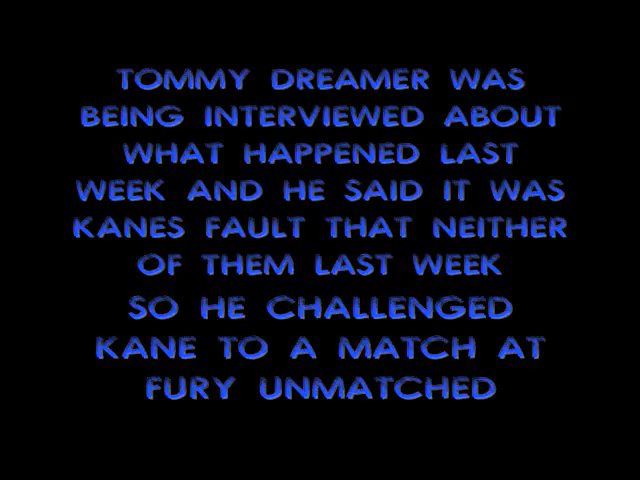 TOMMY DREAMER WAS
BEING INTERVIEWED ABOUT
WHAT HAPPENED LAST
WEEK AND HE SAID IT WAS
KANES FAULT THAT NEITHER
OF THEM LAST WEEK
SO HE CHALLENGED
KANE TO A MATCH AT
FURY UNMATCHED